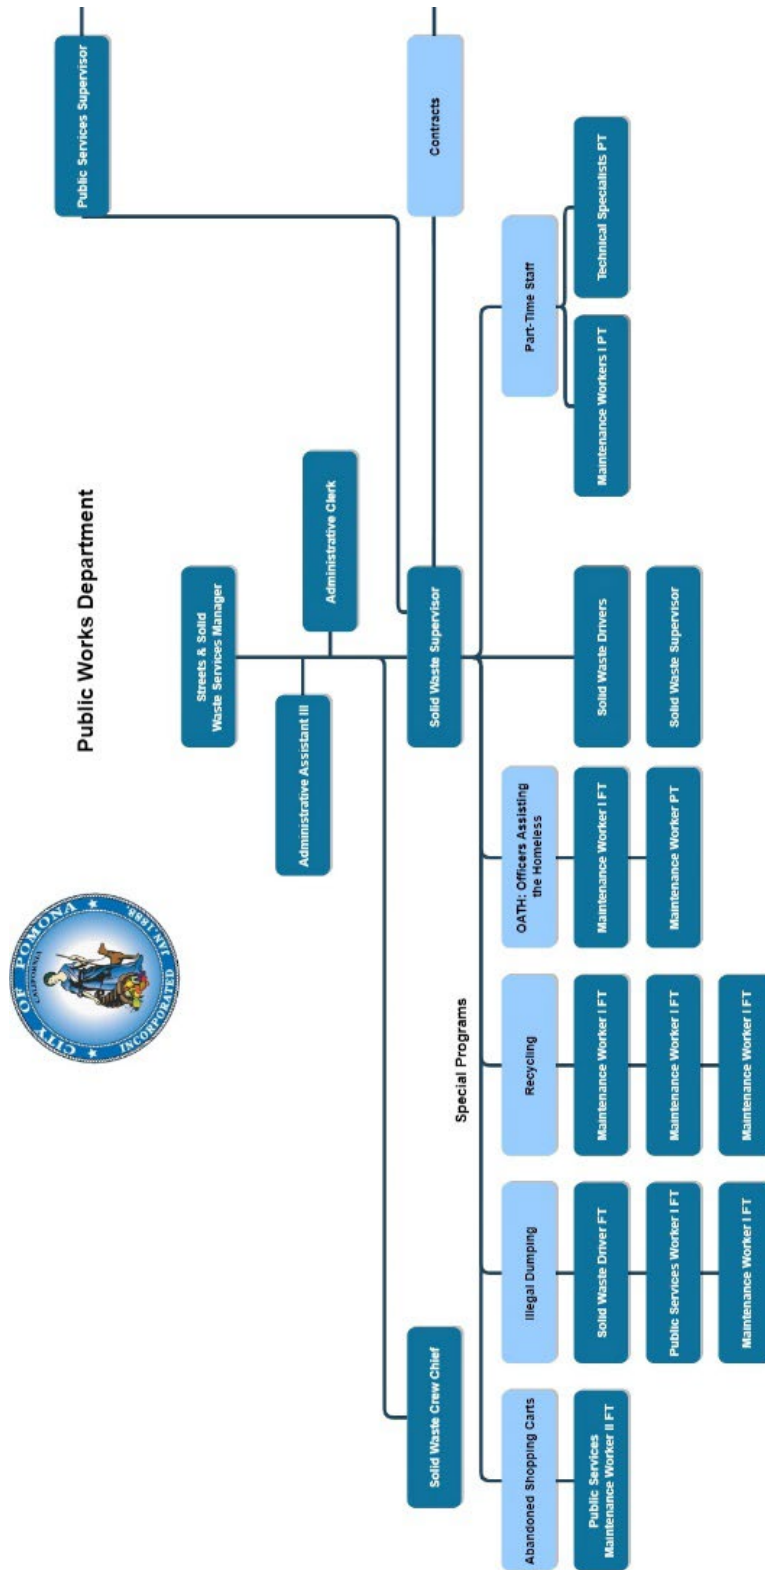 CITY OF POMONA
CALIFORNIA
INCORPORATED
JAN. 1888.
Public Works Department
Streets & Solid
Waste Services Manager
Administrative Assistant III
Administrative Clerk
Public Services Supervisor
Solid Waste Crew Chief
Solid Waste Supervisor
Contracts
Special Programs
Abandoned Shopping Carts
Illegal Dumping
Recycling
OATH: Officers Assisting
the Homeless
Part-Time Staff
Public Services
Maintenance Worker II FT
Solid Waste Driver FT
Maintenance Worker I FT
Maintenance Worker I FT
Solid Waste Drivers
Maintenance Workers I PT
Technical Specialists PT
Public Services Worker I FT
Maintenance Worker I FT
Maintenance Worker PT
Solid Waste Supervisor
Maintenance Worker I FT
Maintenance Worker I FT